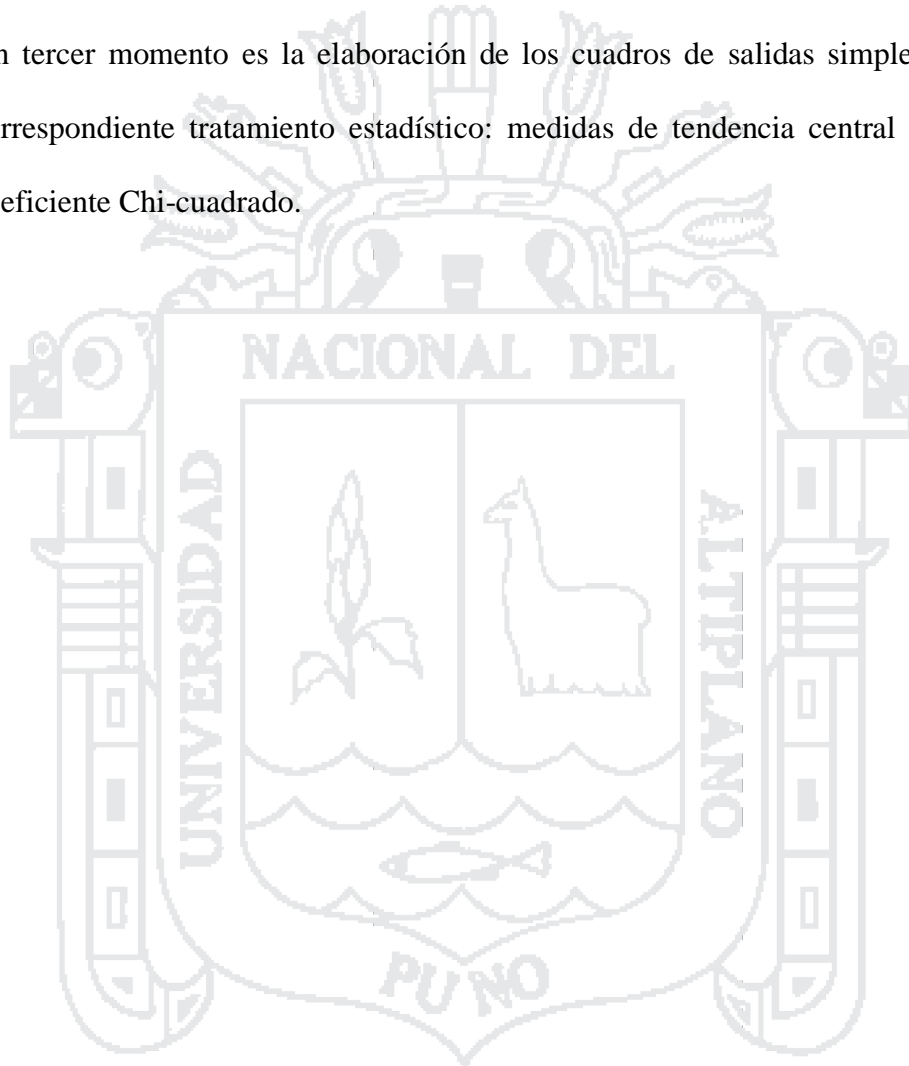 n tercer momento es la elaboración de los cuadros de salidas simple
rrespondiente tratamiento estadístico: medidas de tendencia central
eficiente Chi-cuadrado.
NACIONAL DEL
UNIVERSIDAD
ALTIPLANO
PUNO